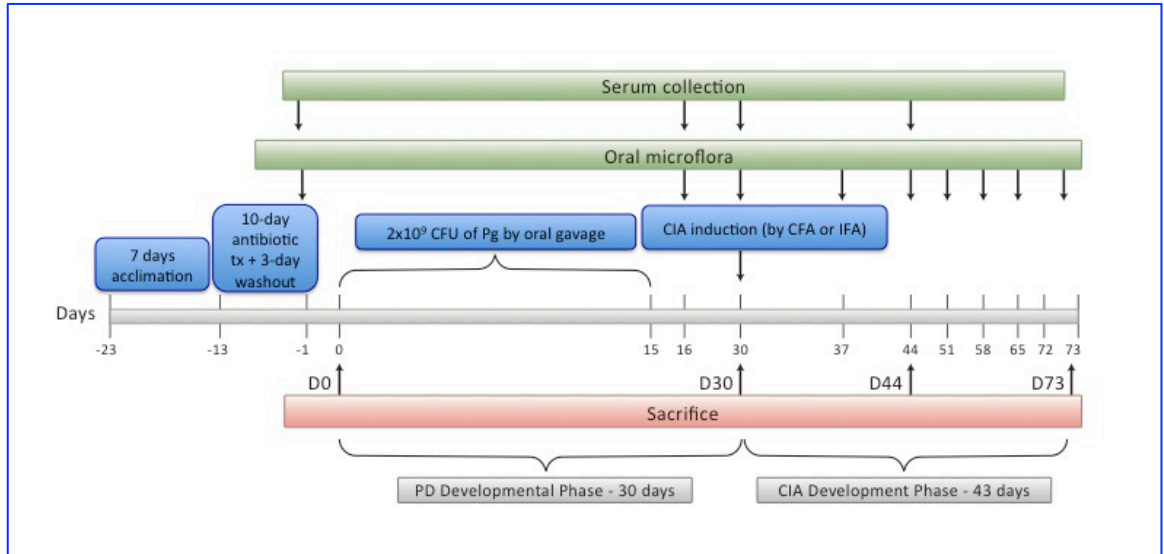 Serum collection
Oral microflora
10-day
antibiotic
tx + 3-day
washout
2x10⁹ CFU of Pg by oral gavage
CIA induction (by CFA or IFA)
7 days
acclimation
Days
-23 -13 -1 0 15 16 30 37 44 51 58 65 72 73
D0 D30 D44 D73
Sacrifice
PD Developmental Phase - 30 days CIA Development Phase - 43 days